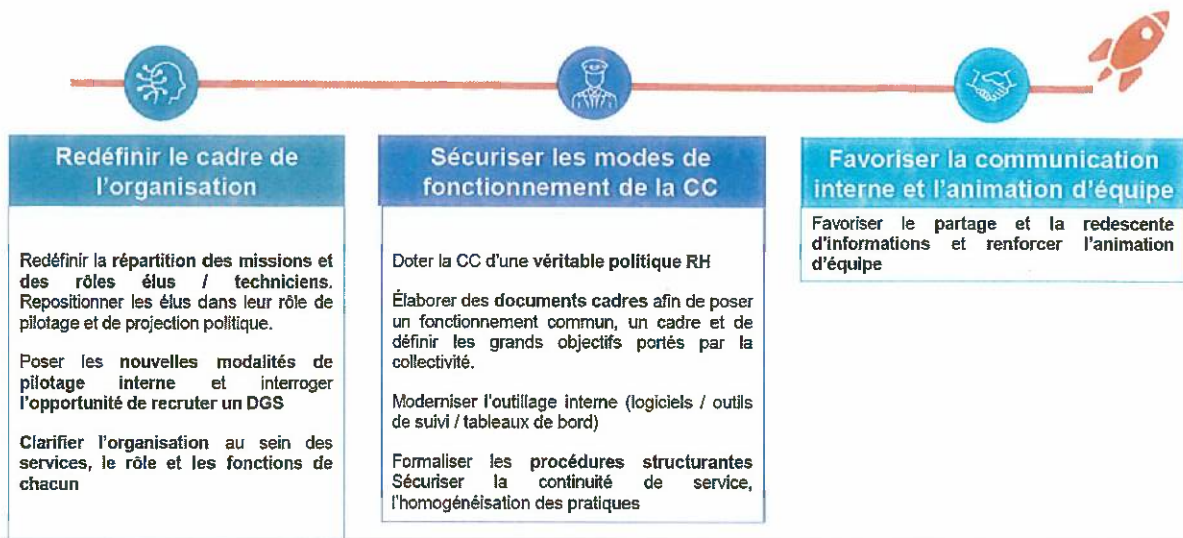 Redéfinir le cadre de
l'organisation
Redéfinir la répartition des missions et
des rôles élus / techniciens.
Repositionner les élus dans leur rôle de
pilotage et de projection politique.
Poser les nouvelles modalités de
pilotage interne et interroger
l'opportunité de recruter un DGS
Clarifier l'organisation au sein des
services, le rôle et les fonctions de
chacun
Sécuriser les modes de
fonctionnement de la CC
Doter la CC d'une véritable politique RH
Élaborer des documents cadres afin de poser
un fonctionnement commun, un cadre et de
définir les grands objectifs portés par la
collectivité.
Moderniser l'outillage interne (logiciels / outils
de suivi / tableaux de bord)
Formaliser les procédures structurantes
Sécuriser la continuité de service,
l'homogénéisation des pratiques
Favoriser la communication
interne et l'animation d'équipe
Favoriser le partage et la redescente
d'informations et renforcer l'animation
d'équipe